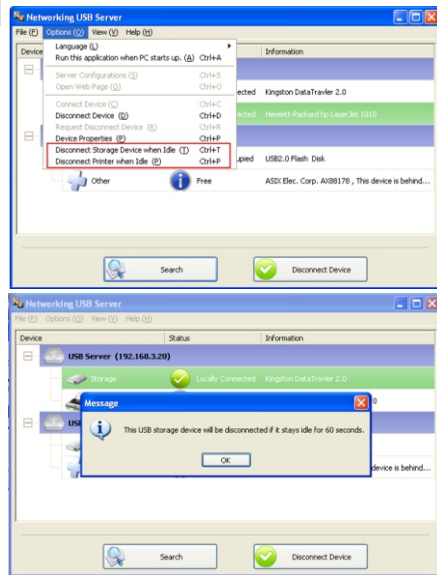 Networking USB Server
File (F) Options (O) View (V) Help (H)
Device Information
Language (L)
Run this application when PC starts up. (A) Ctrl+A
Server Configurations (S) Ctrl+S
Open Web Page (O) Ctrl+O
ected Kingston DataTravler 2.0
Connect Device (C) Ctrl+C
Disconnect Device (D) Ctrl+D
ected Hewlett-Packard hp LaserJet 1010
Request Disconnect Device (R) Ctrl+R
Device Properties (P) Ctrl+P
Disconnect Storage Device when Idle (T) Ctrl+T
Disconnect Printer when Idle (P) Ctrl+P
upied USB2.0 Flash Disk
Other Free ASIX Elec. Corp. AX88178 , This device is behind...
Search Disconnect Device
Networking USB Server
File (F) Options (O) View (V) Help (H)
Device Status Information
USB Server (192.168.3.20)
Storage Locally Connected Kingston DataTravler 2.0
Message
0
USB
This USB storage device will be disconnected if it stays idle for 60 seconds.
OK
device is behind...
Search Disconnect Device